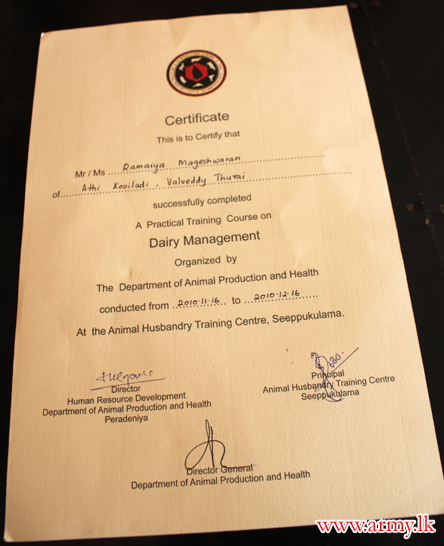 Certificate
This is to Certify that
Mr / Ms Ramaiya Mageshwaran
of Athi Kooiladi, Valveddy Thurai
successfully completed
A Practical Training Course on
Dairy Management
Organized by
The Department of Animal Production and Health
conducted from 2010.11.16 to 2010.12.16
At the Animal Husbandry Training Centre, Seeppukulama.
Director
Human Resource Development
Department of Animal Production and Health
Peradeniya
Principal
Animal Husbandry Training Centre
Seeppukulama
Director General
Department of Animal Production and Health
www.army.lk